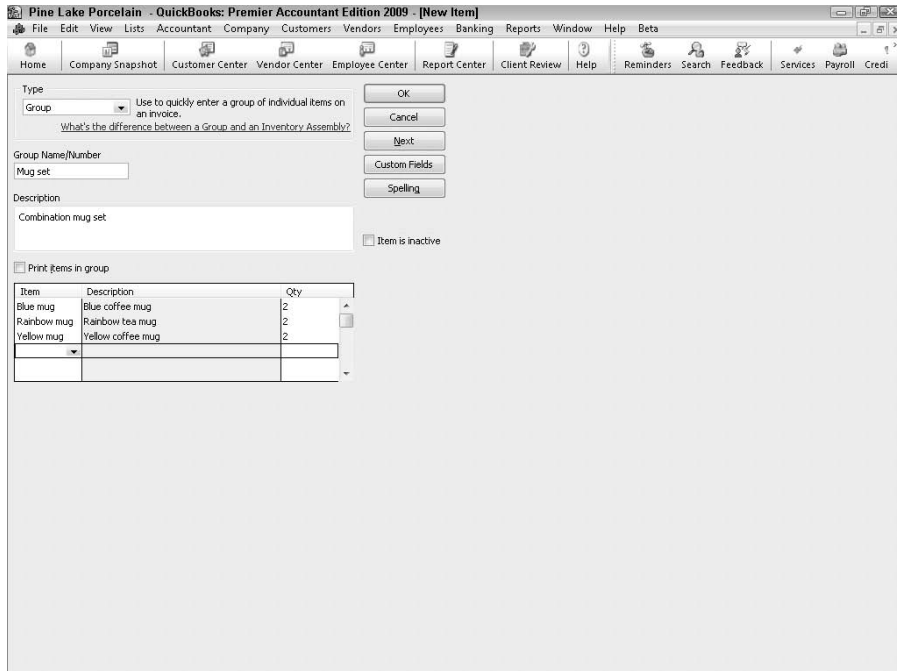 Pine Lake Porcelain - QuickBooks: Premier Accountant Edition 2009 - [New Item]
File Edit View Lists Accountant Company Customers Vendors Employees Banking Reports Window Help Beta
Home Company Snapshot Customer Center Vendor Center Employee Center Report Center Client Review Help Reminders Search Feedback Services Payroll Credi
Type
Group
Use to quickly enter a group of individual items on
an invoice.
What's the difference between a Group and an Inventory Assembly?
OK
Cancel
Next
Custom Fields
Spelling
Group Name/Number
Mug set
Description
Combination mug set
Item is inactive
Print items in group
Item Description Qty
Blue mug Blue coffee mug 2
Rainbow mug Rainbow tea mug 2
Yellow mug Yellow coffee mug 2